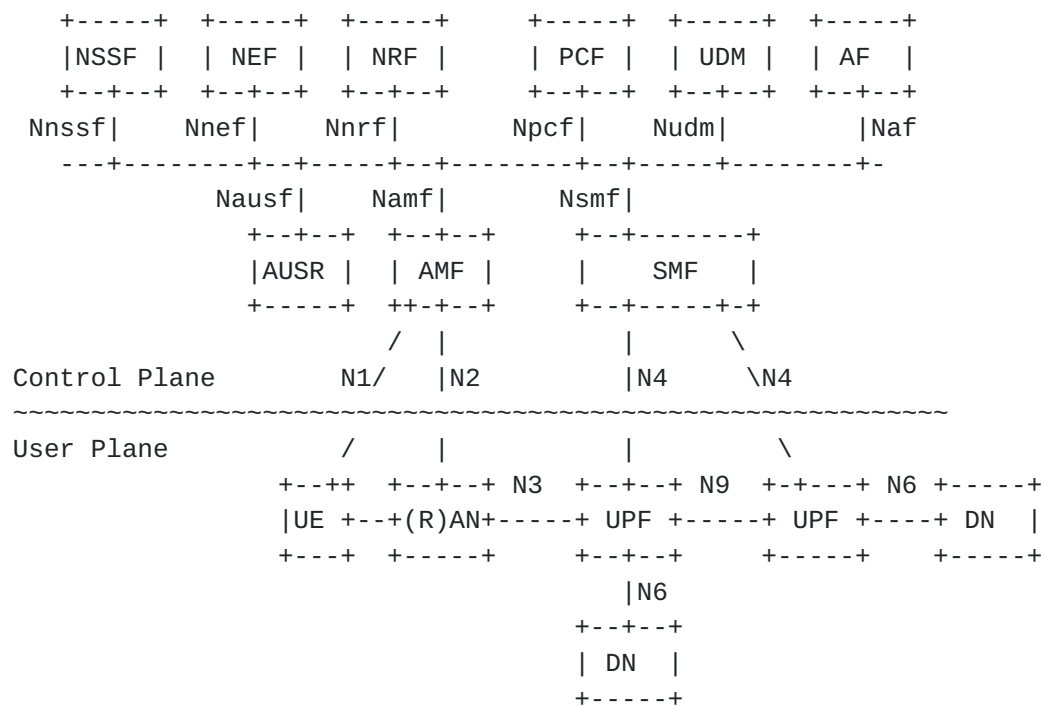 NSSF NEF NRF PCF UDM AF
Nnssf Nnef Nnrf Npcf Nudm Naf
Nausf Namf Nsmf
AUSR AMF SMF
Control Plane N1 N2 N4 N4
User Plane
N3 N9 N6
UE (R)AN UPF UPF DN
N6
DN